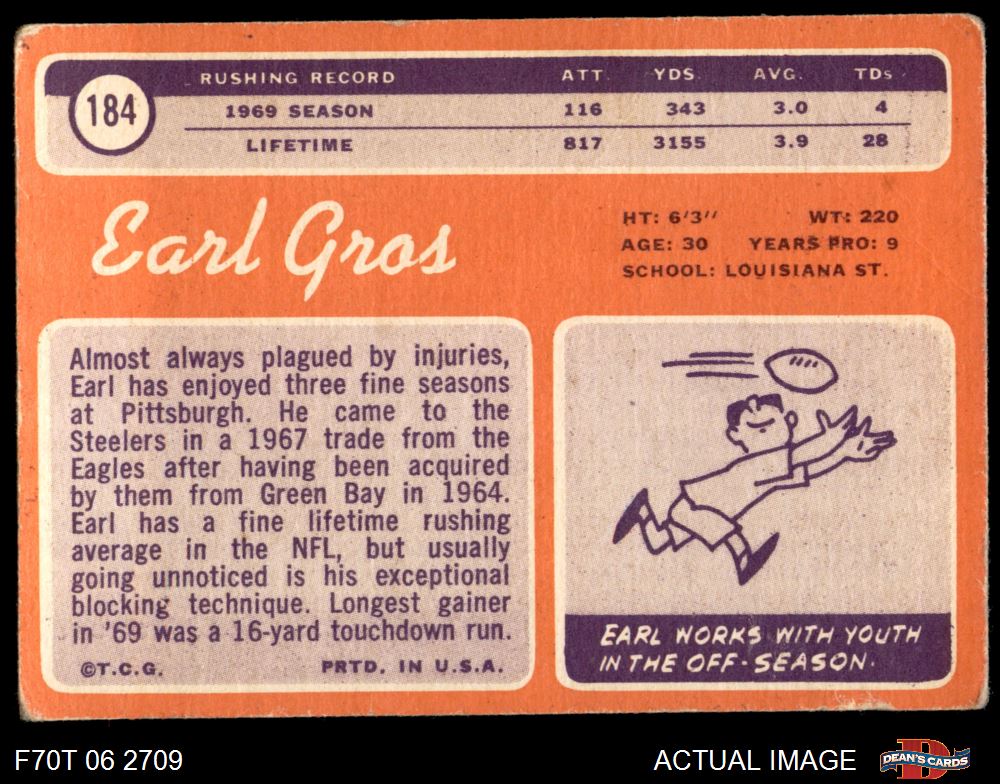 184
RUSHING RECORD ATT. YDS. AVG. TDs
1969 SEASON 116 343 3.0 4
LIFETIME 817 3155 3.9 28
Earl Gros
HT: 6'3" WT: 220
AGE: 30 YEARS PRO: 9
SCHOOL: LOUISIANA ST.
Almost always plagued by injuries,
Earl has enjoyed three fine seasons
at Pittsburgh. He came to the
Steelers in a 1967 trade from the
Eagles after having been acquired
by them from Green Bay in 1964.
Earl has a fine lifetime rushing
average in the NFL, but usually
going unnoticed is his exceptional
blocking technique. Longest gainer
in '69 was a 16-yard touchdown run.
©T.C.G. PRTD. IN U.S.A.
EARL WORKS WITH YOUTH
IN THE OFF-SEASON.
F70T 06 2709 ACTUAL IMAGE
D
DEAN'S CARDS